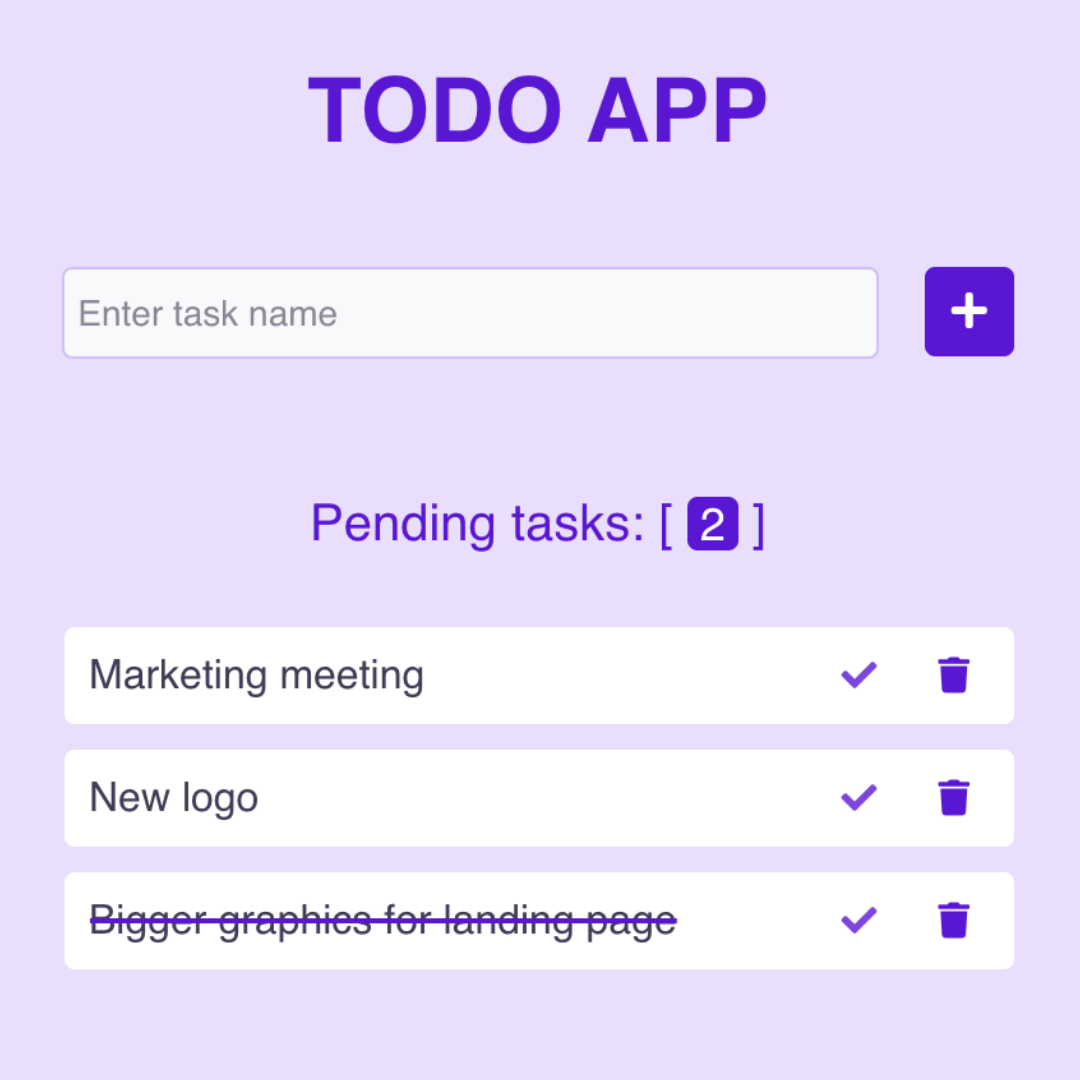 TODO APP
Enter task name
Pending tasks: [ 2 ]
Marketing meeting
New logo
Bigger graphics for landing page